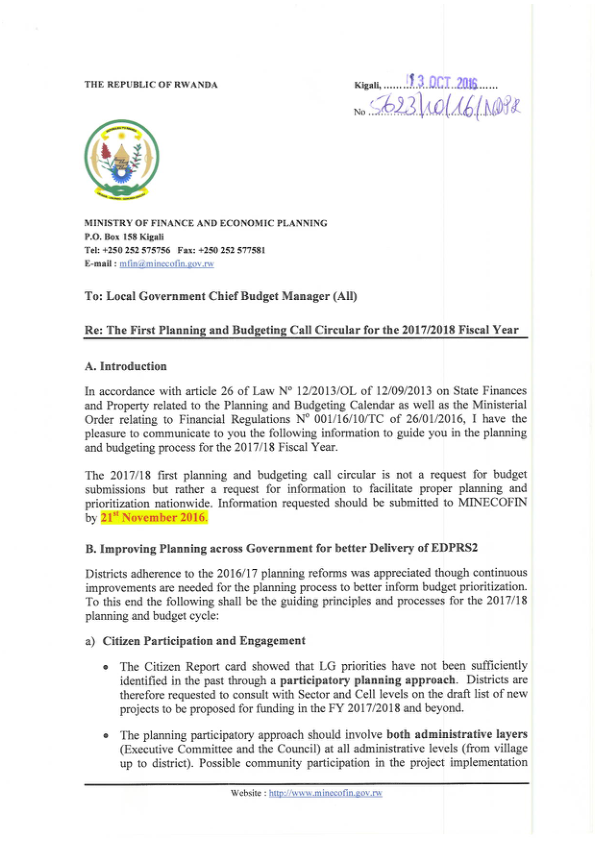 THE REPUBLIC OF RWANDA
Kigali, ........13 OCT 2016......
No 5623/10/16/NDPR
MINISTRY OF FINANCE AND ECONOMIC PLANNING
P.O. Box 158 Kigali
Tel: +250 252 575756 Fax: +250 252 577581
E-mail : mfin@minecofin.gov.rw
To: Local Government Chief Budget Manager (All)
Re: The First Planning and Budgeting Call Circular for the 2017/2018 Fiscal Year
A. Introduction
In accordance with article 26 of Law Nº 12/2013/OL of 12/09/2013 on State Finances
and Property related to the Planning and Budgeting Calendar as well as the Ministerial
Order relating to Financial Regulations Nº 001/16/10/TC of 26/01/2016, I have the
pleasure to communicate to you the following information to guide you in the planning
and budgeting process for the 2017/18 Fiscal Year.
The 2017/18 first planning and budgeting call circular is not a request for budget
submissions but rather a request for information to facilitate proper planning and
prioritization nationwide. Information requested should be submitted to MINECOFIN
by 21st November 2016.
B. Improving Planning across Government for better Delivery of EDPRS2
Districts adherence to the 2016/17 planning reforms was appreciated though continuous
improvements are needed for the planning process to better inform budget prioritization.
To this end the following shall be the guiding principles and processes for the 2017/18
planning and budget cycle:
a) Citizen Participation and Engagement
• The Citizen Report card showed that LG priorities have not been sufficiently
identified in the past through a participatory planning approach. Districts are
therefore requested to consult with Sector and Cell levels on the draft list of new
projects to be proposed for funding in the FY 2017/2018 and beyond.
• The planning participatory approach should involve both administrative layers
(Executive Committee and the Council) at all administrative levels (from village
up to district). Possible community participation in the project implementation
Website : http://www.minecofin.gov.rw